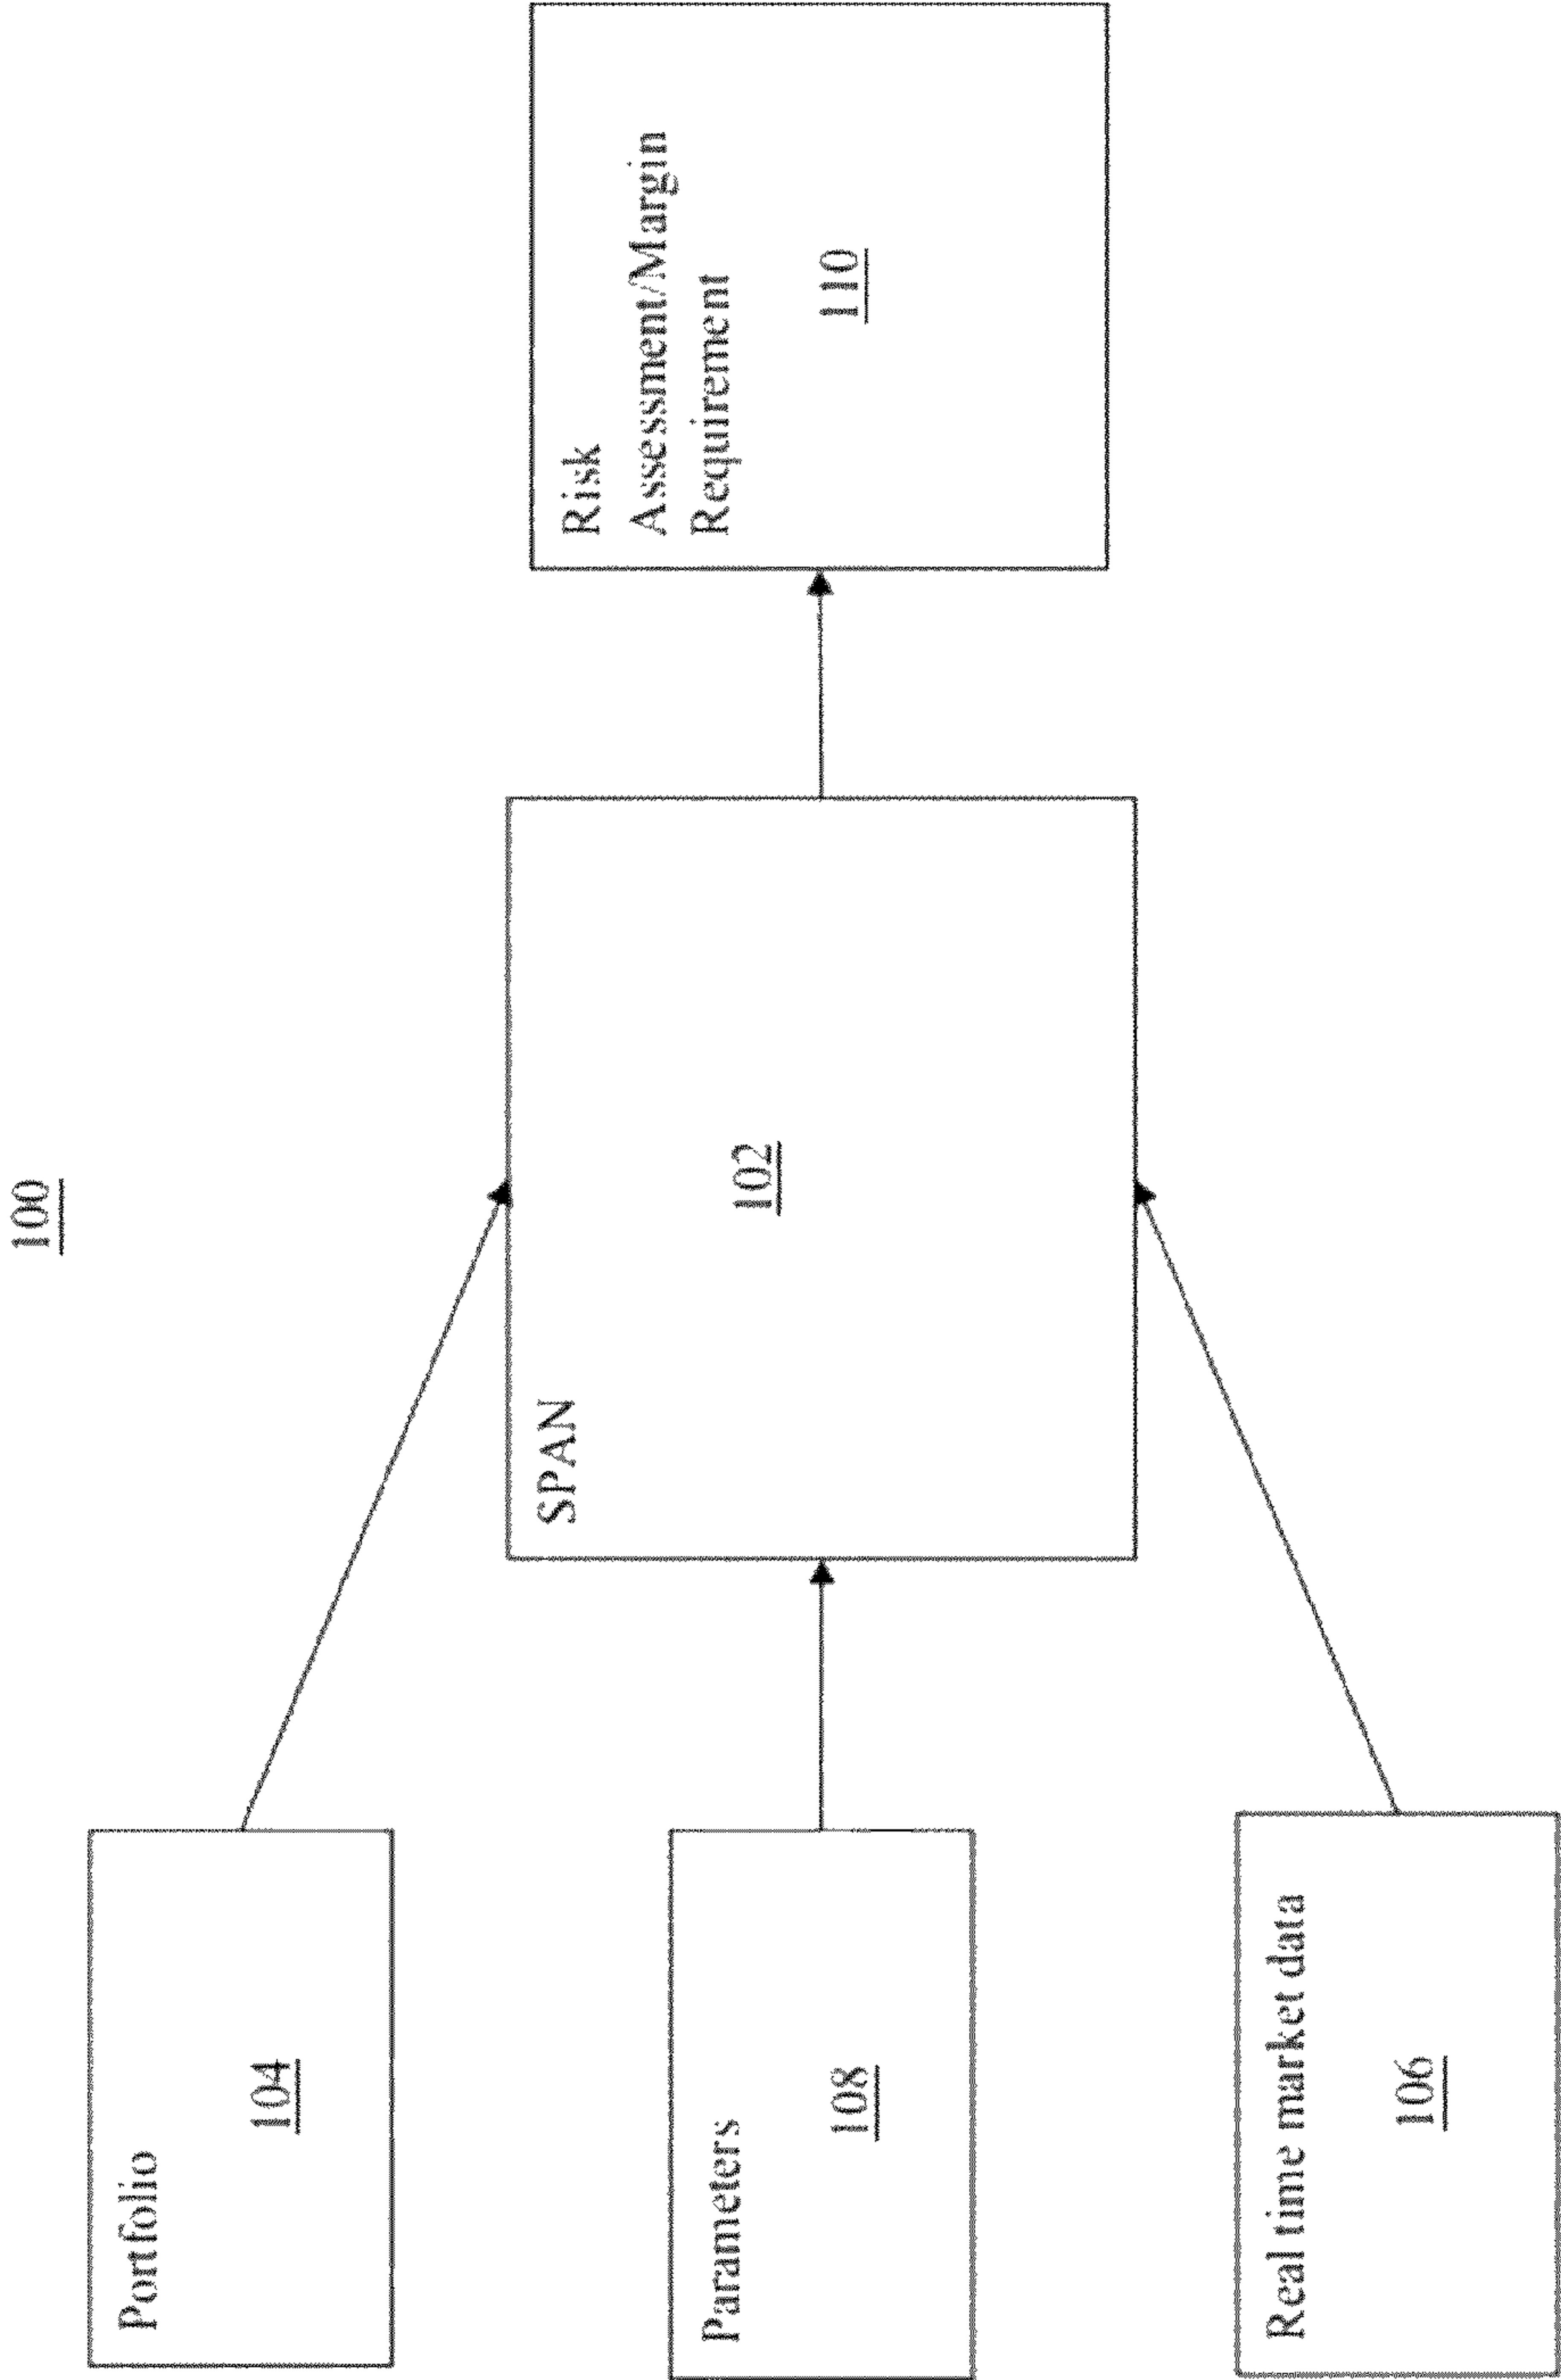 100
Portfolio
104
Parameters
108
Real time market data
106
SPAN
102
Risk
Assessment/Margin
Requirement
110